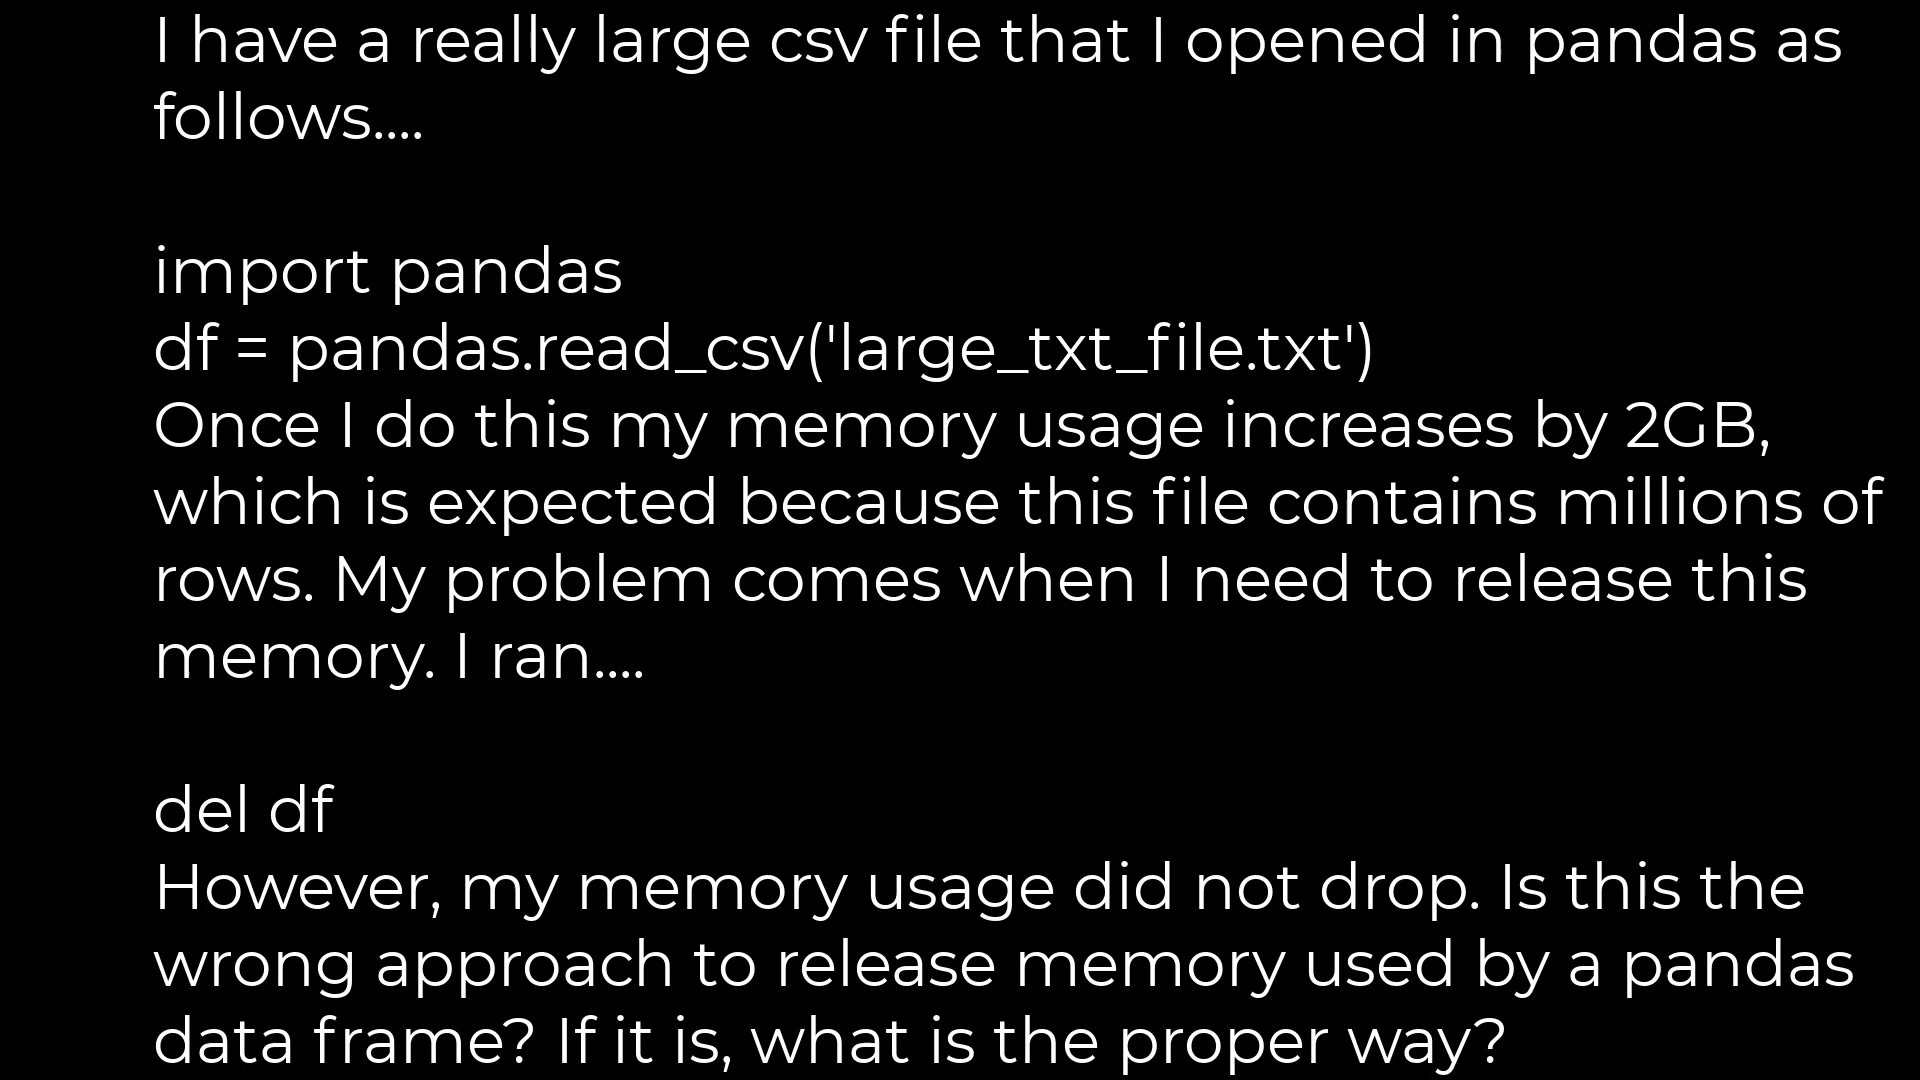 I have a really large csv file that I opened in pandas as
follows....
import pandas
df = pandas.read_csv('large_txt_file.txt')
Once I do this my memory usage increases by 2GB,
which is expected because this file contains millions of
rows. My problem comes when I need to release this
memory. I ran....
del df
However, my memory usage did not drop. Is this the
wrong approach to release memory used by a pandas
data frame? If it is, what is the proper way?